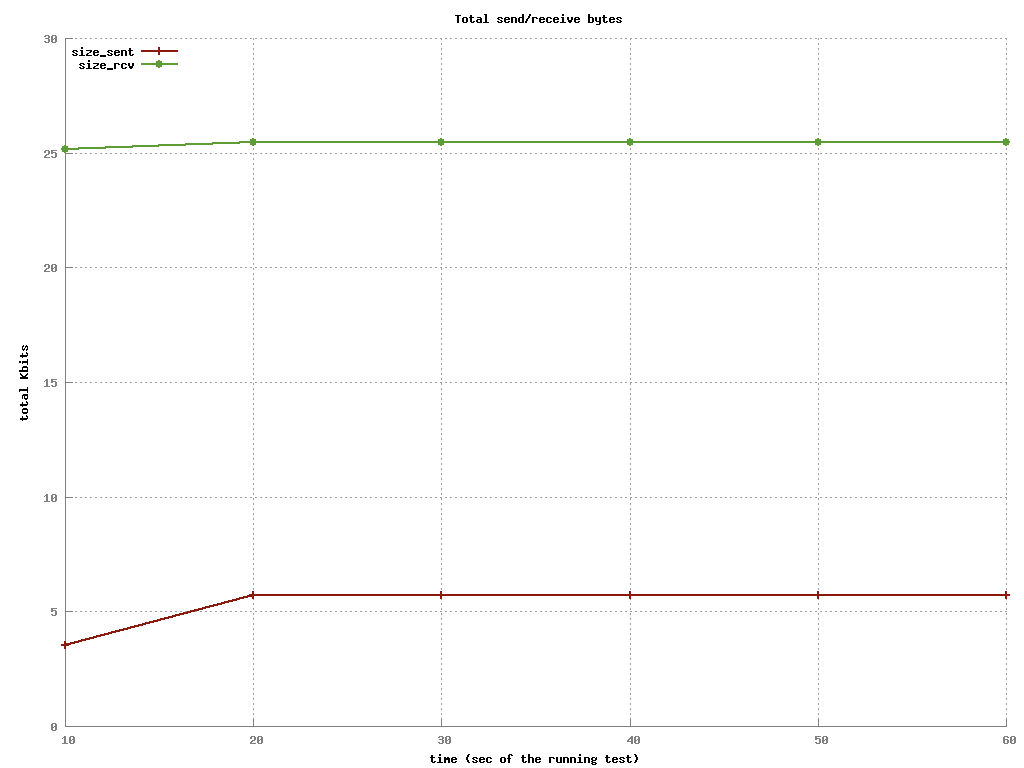 Total send/receive bytes
size_sent
size_rcv
30
25
20
15
10
5
0
total Kbits
10 20 30 40 50 60
time (sec of the running test)